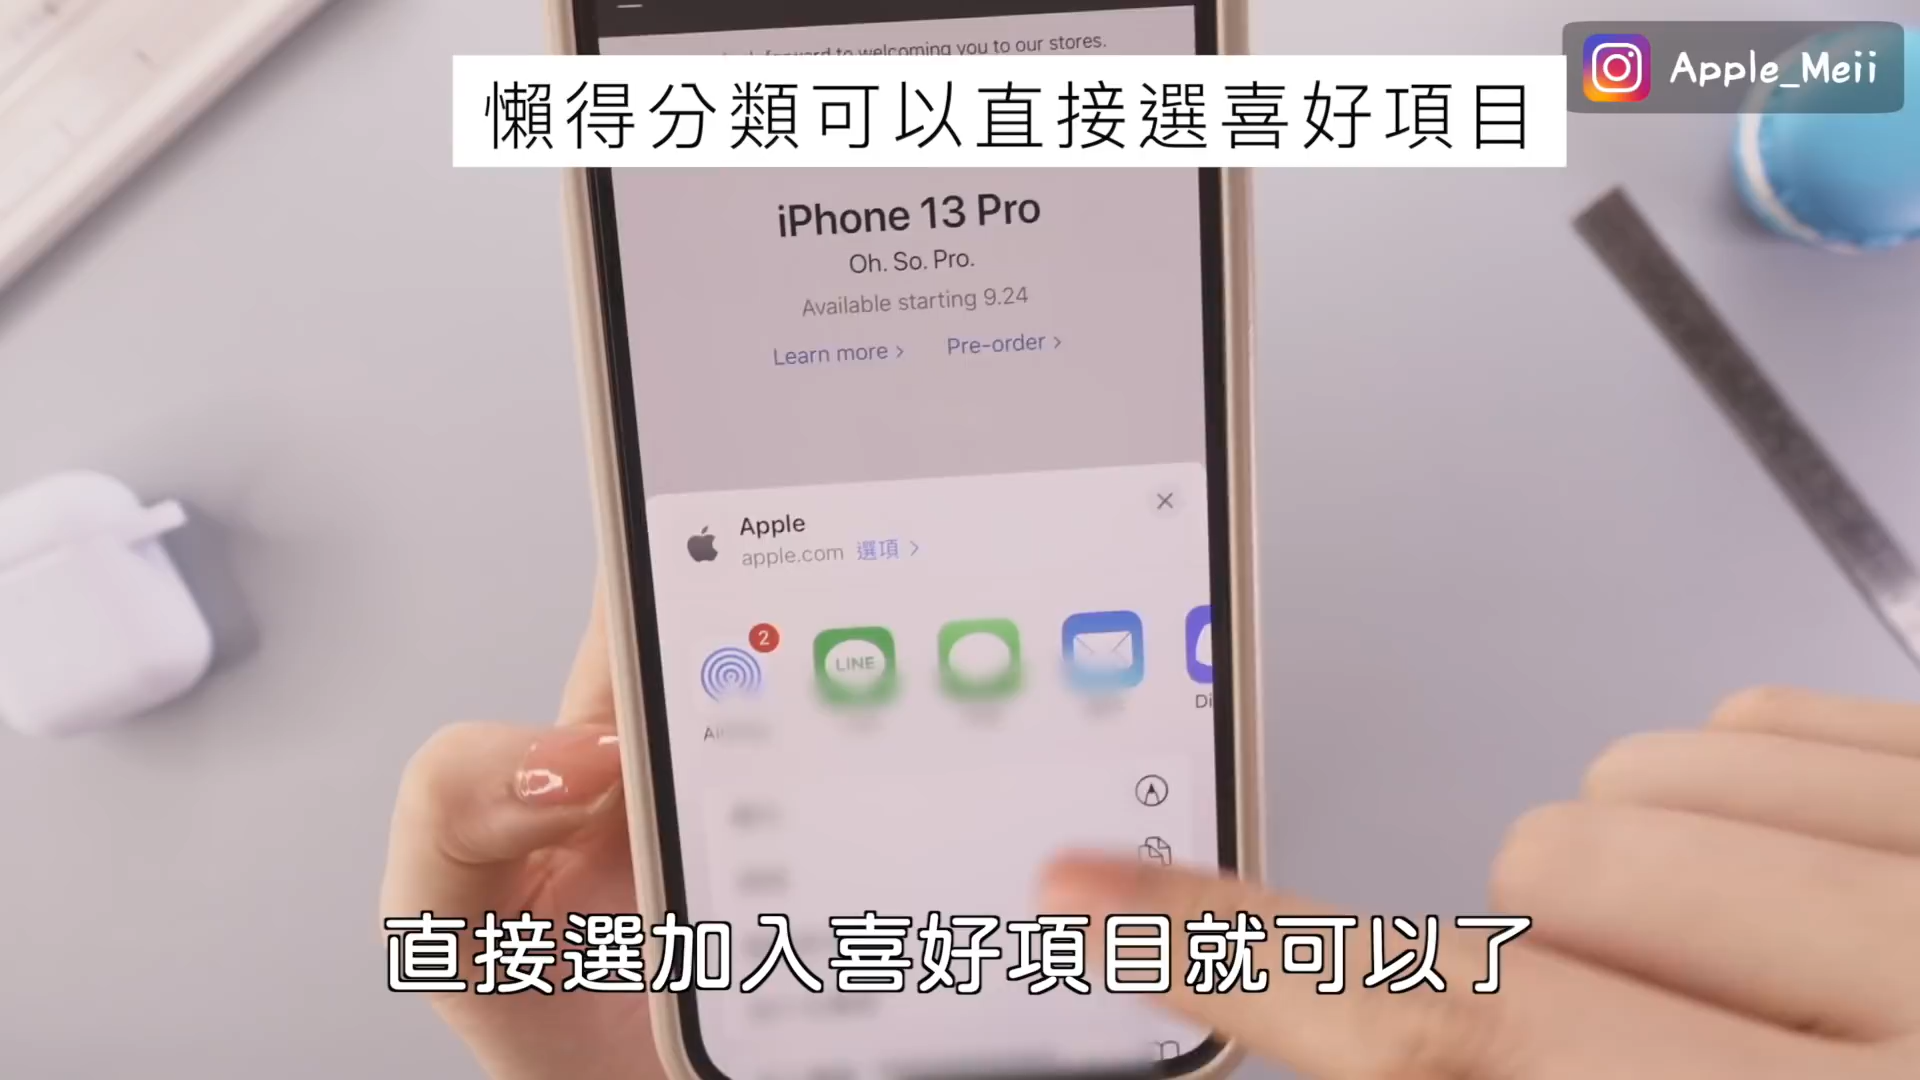 welcoming you to our stores.
懶得分類可以直接選喜好項目
Apple_Meii
iPhone 13 Pro
Oh. So. Pro.
Available starting 9.24
Learn more >
Pre-order >
Apple
apple.com 選項 >
2
LINE
直接選加入喜好項目就可以了